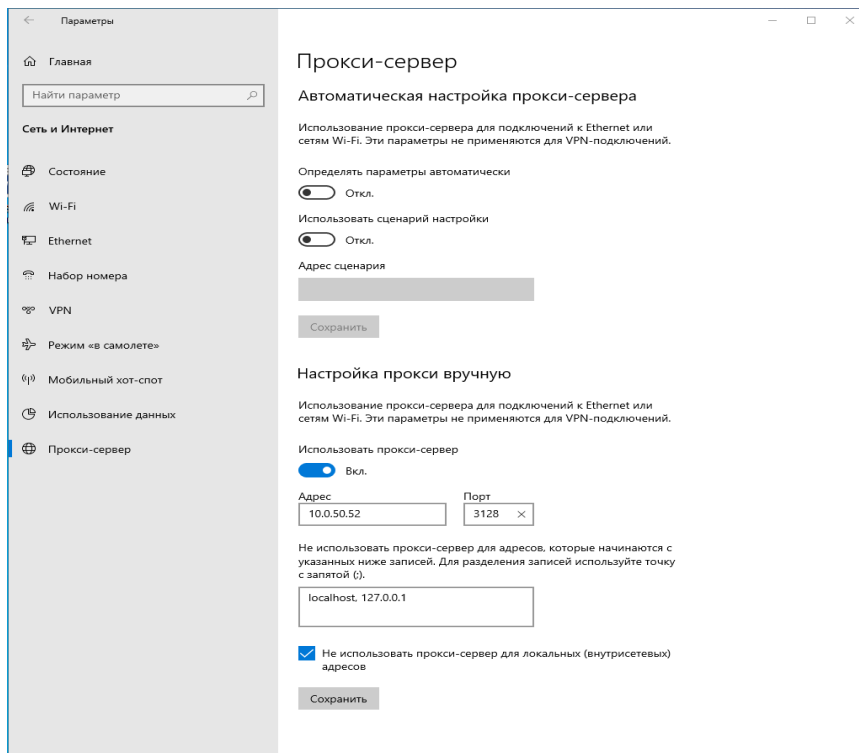 Параметры
Главная
Найти параметр
Сеть и Интернет
Состояние
Wi-Fi
Ethernet
Набор номера
VPN
Режим «в самолете»
Мобильный хот-спот
Использование данных
Прокси-сервер
Прокси-сервер
Автоматическая настройка прокси-сервера
Использование прокси-сервера для подключений к Ethernet или
сетям Wi-Fi. Эти параметры не применяются для VPN-подключений.
Определять параметры автоматически
Откл.
Использовать сценарий настройки
Откл.
Адрес сценария
Сохранить
Настройка прокси вручную
Использование прокси-сервера для подключений к Ethernet или
сетям Wi-Fi. Эти параметры не применяются для VPN-подключений.
Использовать прокси-сервер
Вкл.
Адрес Порт
10.0.50.52 3128
Не использовать прокси-сервер для адресов, которые начинаются с
указанных ниже записей. Для разделения записей используйте точку
с запятой (;).
localhost, 127.0.0.1
Не использовать прокси-сервер для локальных (внутрисетевых)
адресов
Сохранить